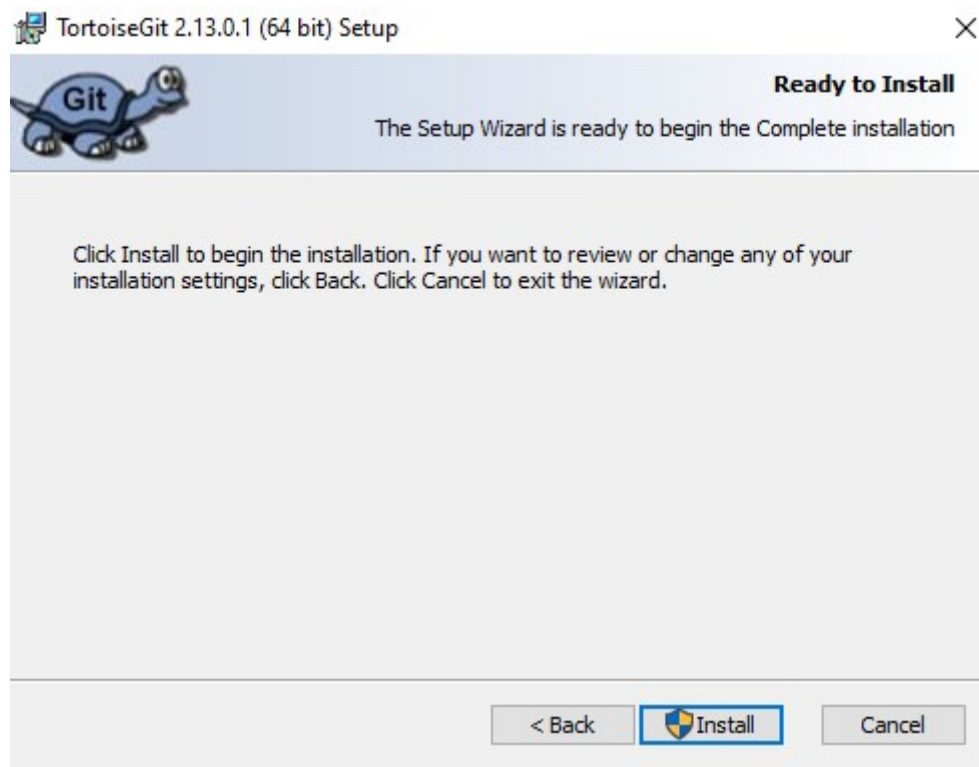 TortoiseGit 2.13.0.1 (64 bit) Setup
Git
Ready to Install
The Setup Wizard is ready to begin the Complete installation
Click Install to begin the installation. If you want to review or change any of your
installation settings, click Back. Click Cancel to exit the wizard.
< Back
Install
Cancel